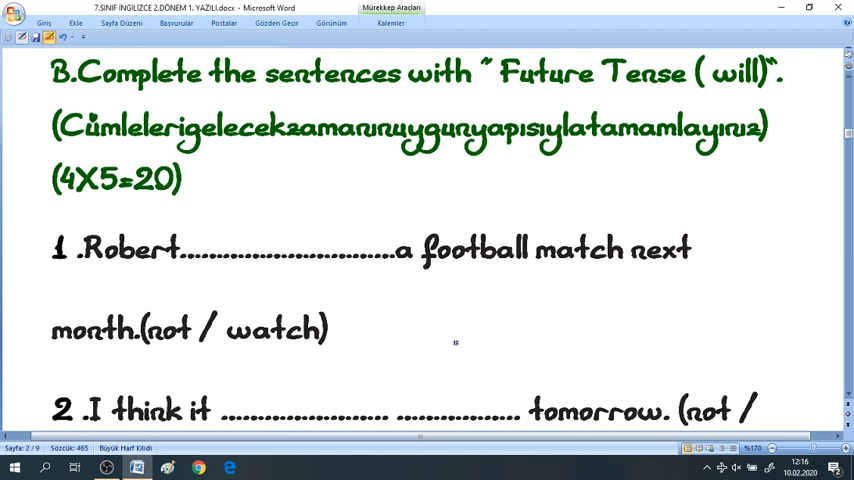 7.SINIF İNGİLİZCE 2.DÖNEM 1. YAZILI.docx - Microsoft Word
Mürekkep Araçları
Giriş Ekle Sayfa Düzeni Başvurular Postalar Gözden Geçir Görünüm Kalemler
B.Complete the sentences with " Future Tense ( will)".
(Cümlelerigelecekzamanınuygunyapısıylatamamlayınız)
(4X5=20)
1 .Robert..............................a football match next
month.(not / watch)
2 .I think it ....................... ................. tomorrow. (not /
Sayfa: 2 / 9 Sözcük: 465 Büyük Harf Kilidi %170
12:16
10.02.2020
2